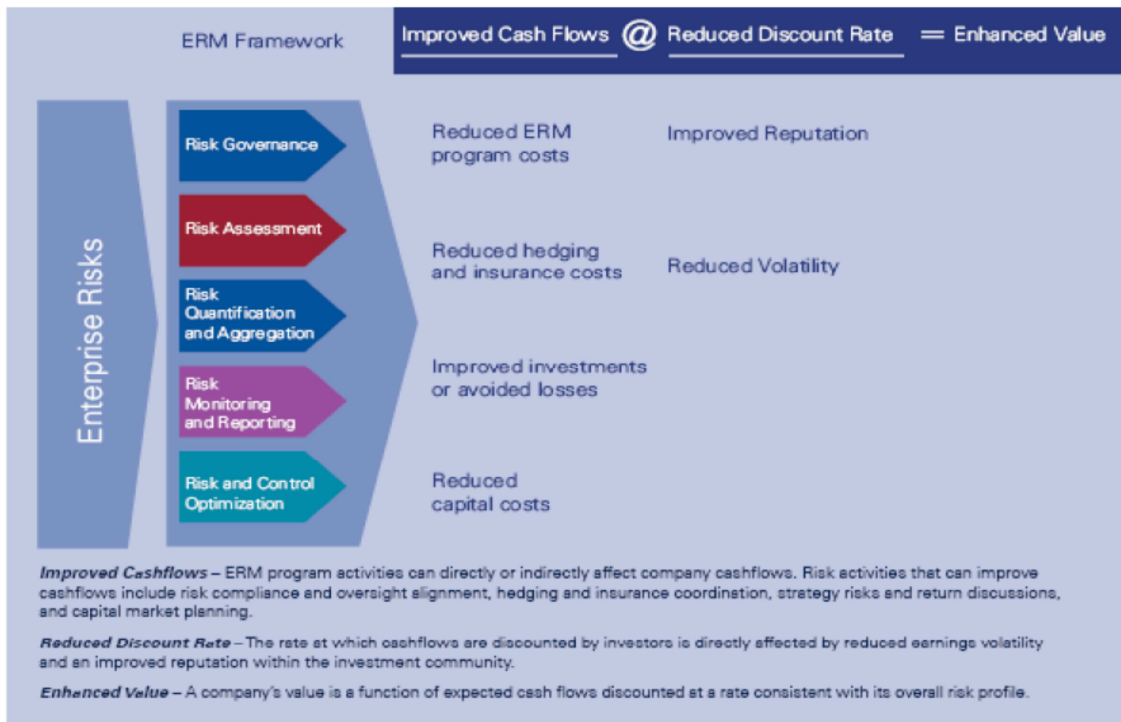 ERM Framework
Improved Cash Flows @ Reduced Discount Rate = Enhanced Value
Enterprise Risks
Risk Governance
Risk Assessment
Risk
Quantification
and Aggregation
Risk
Monitoring
and Reporting
Risk and Control
Optimization
Reduced ERM
program costs
Reduced hedging
and insurance costs
Improved investments
or avoided losses
Reduced
capital costs
Improved Reputation
Reduced Volatility
Improved Cashflows – ERM program activities can directly or indirectly affect company cashflows. Risk activities that can improve
cashflows include risk compliance and oversight alignment, hedging and insurance coordination, strategy risks and return discussions,
and capital market planning.
Reduced Discount Rate – The rate at which cashflows are discounted by investors is directly affected by reduced earnings volatility
and an improved reputation within the investment community.
Enhanced Value – A company's value is a function of expected cash flows discounted at a rate consistent with its overall risk profile.